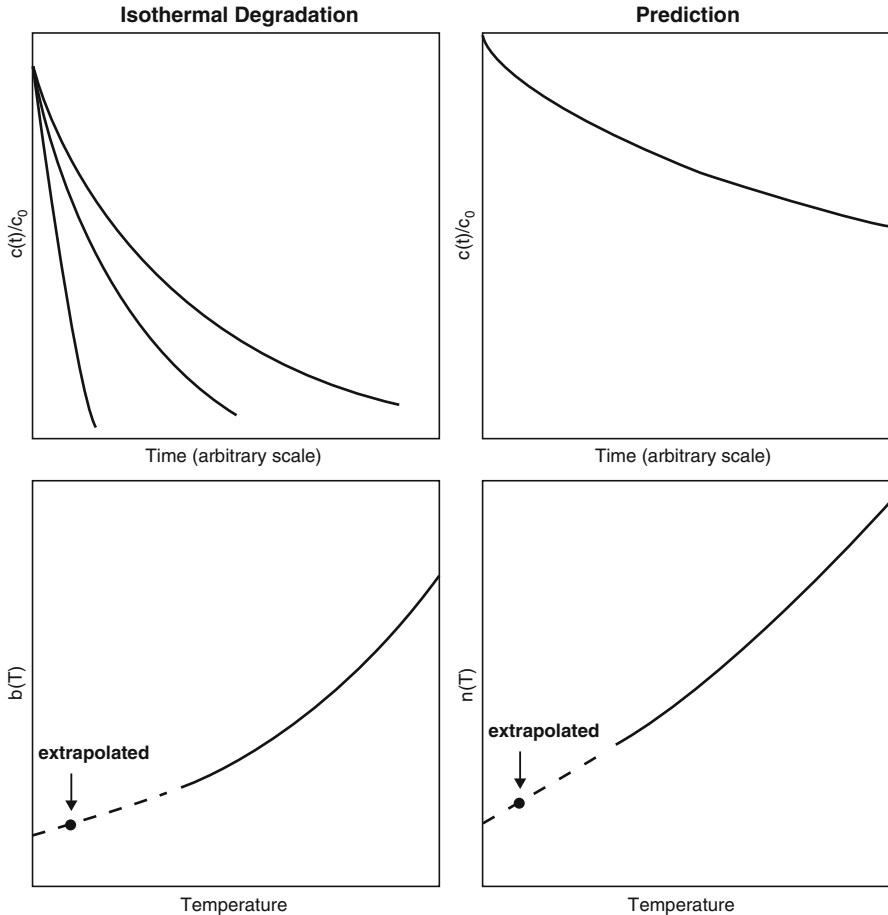 Isothermal Degradation
Prediction
c(t)/c₀
Time (arbitrary scale)
c(t)/c₀
Time (arbitrary scale)
b(T)
extrapolated
Temperature
n(T)
extrapolated
Temperature